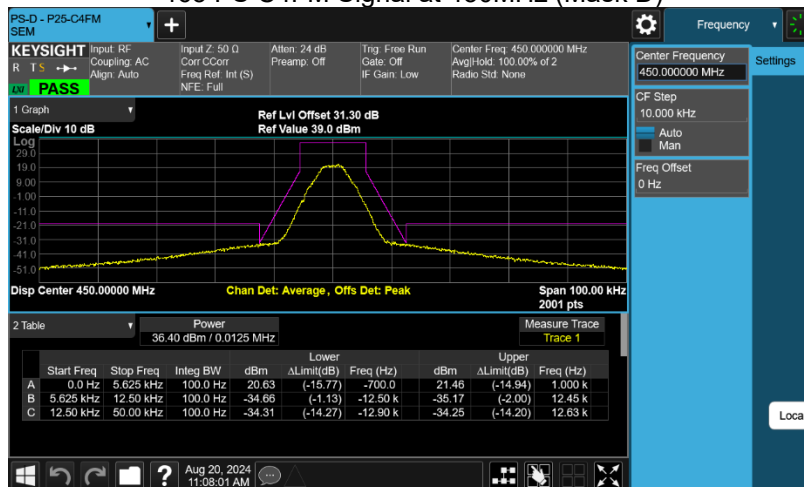 PS-D - P25-C4FM
SEM
Frequency
KEYSIGHT
R T S
LXI PASS
Input: RF
Coupling: AC
Align: Auto
Input Z: 50 Ω
Corr CCorr
Freq Ref: Int (S)
NFE: Full
Atten: 24 dB
Preamp: Off
Trig: Free Run
Gate: Off
IF Gain: Low
Center Freq: 450.000000 MHz
Avg|Hold: 100.00% of 2
Radio Std: None
1 Graph
Scale/Div 10 dB
Ref Lvl Offset 31.30 dB
Ref Value 39.0 dBm
Log
29.0
19.0
9.00
-1.00
-11.0
-21.0
-31.0
-41.0
-51.0
Disp Center 450.00000 MHz
Chan Det: Average, Offs Det: Peak
Span 100.00 kHz
2001 pts
2 Table
Power
36.40 dBm / 0.0125 MHz
Measure Trace
Trace 1
Lower Upper
Start Freq Stop Freq Integ BW dBm ΔLimit(dB) Freq (Hz) dBm ΔLimit(dB) Freq (Hz)
A 0.0 Hz 5.625 kHz 100.0 Hz 20.63 (-15.77) -700.0 21.46 (-14.94) 1.000 k
B 5.625 kHz 12.50 kHz 100.0 Hz -34.66 (-1.13) -12.50 k -35.17 (-2.00) 12.45 k
C 12.50 kHz 50.00 kHz 100.0 Hz -34.31 (-14.27) -12.90 k -34.25 (-14.20) 12.63 k
Aug 20, 2024
11:08:01 AM
Center Frequency
450.000000 MHz
Settings
CF Step
10.000 kHz
Auto
Man
Freq Offset
0 Hz
Loca